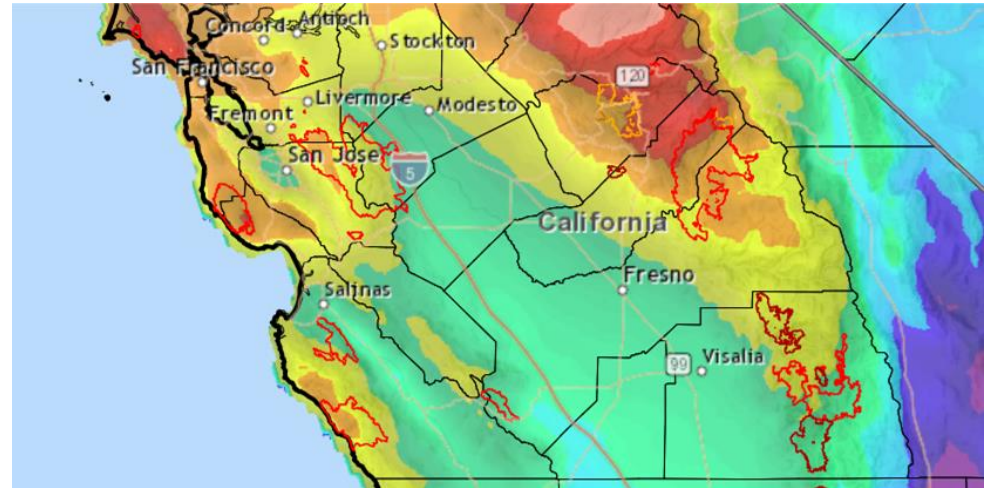 Concord
Antioch
Stockton
San Francisco
120
Livermore
Modesto
Fremont
San Jose
5
California
Fresno
Salinas
99
Visalia